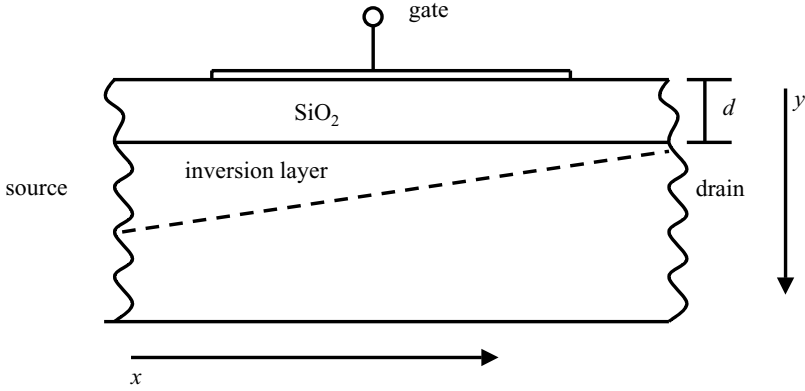 gate
SiO₂
d
y
inversion layer
source
drain
x